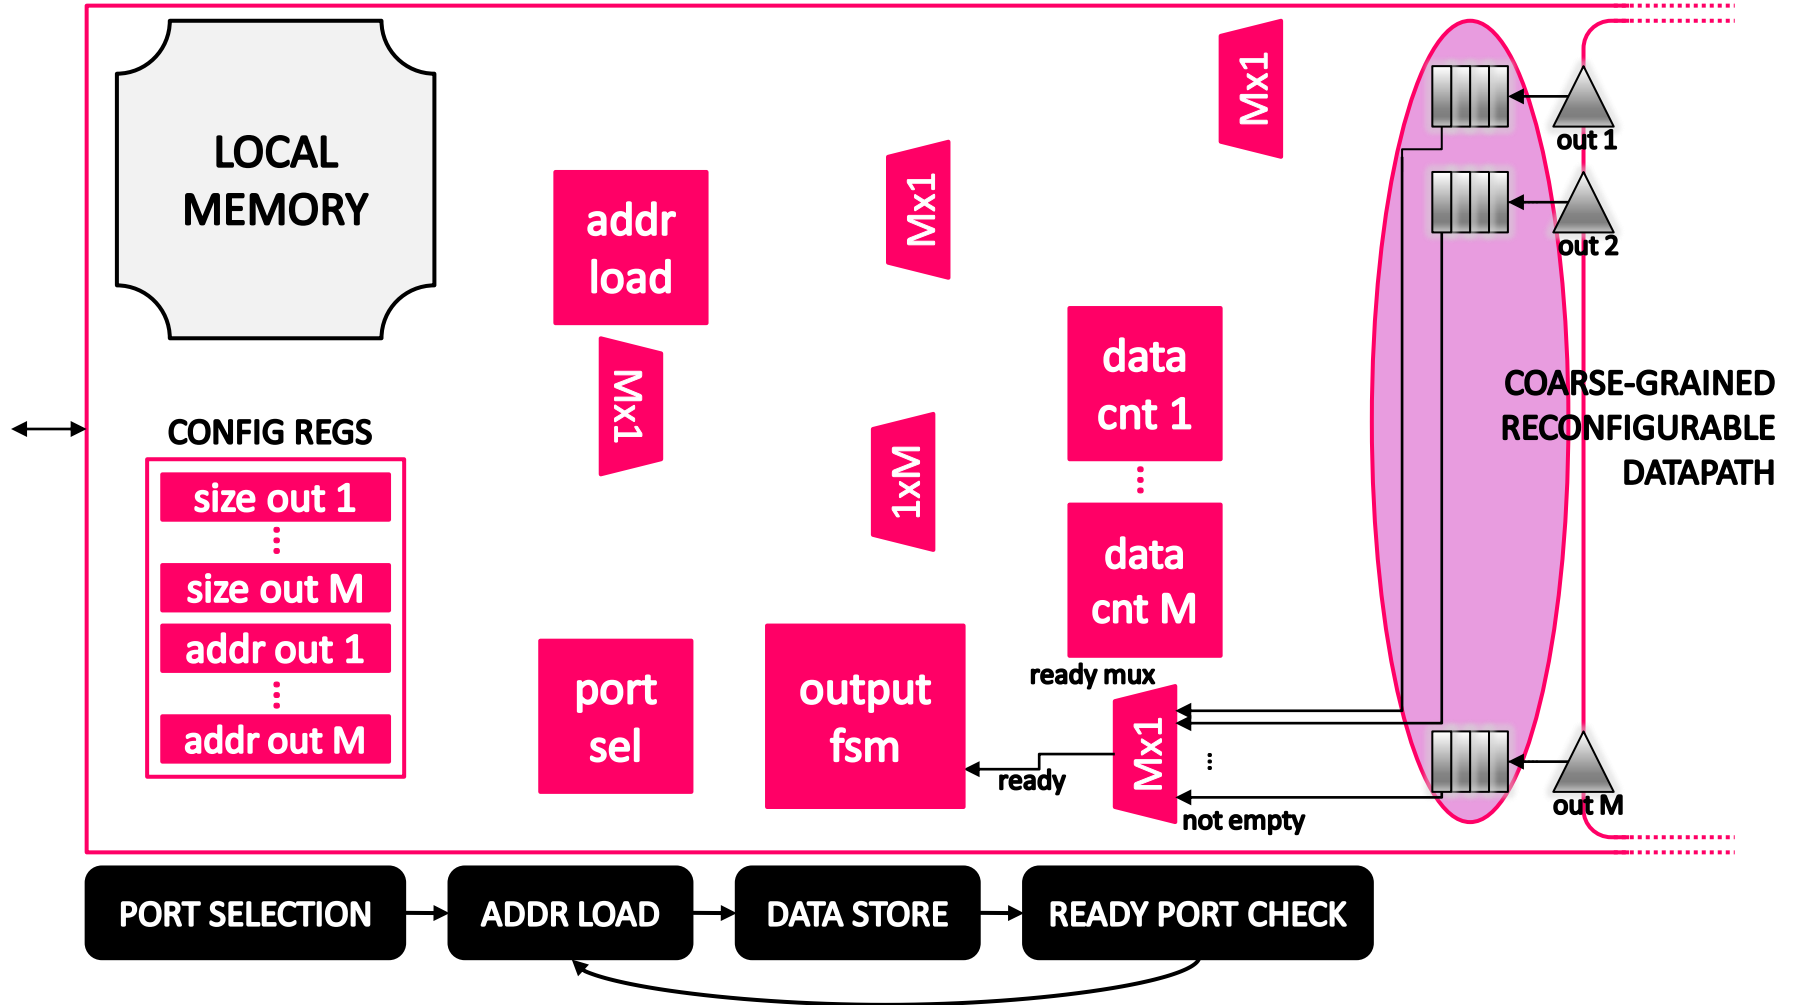 LOCAL
MEMORY
CONFIG REGS
size out 1
size out M
addr out 1
addr out M
addr
load
Mx1
port
sel
Mx1
1xM
output
fsm
Mx1
data
cnt 1
data
cnt M
ready mux
Mx1
ready
...
not empty
out 1
out 2
out M
COARSE-GRAINED
RECONFIGURABLE
DATAPATH
PORT SELECTION
ADDR LOAD
DATA STORE
READY PORT CHECK